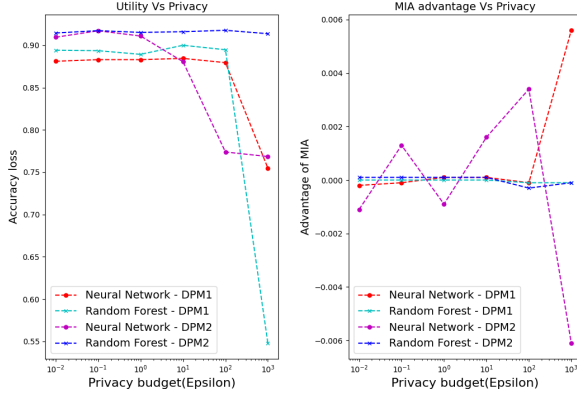 Utility Vs Privacy
Accuracy loss
0.90
0.85
0.80
0.75
0.70
0.65
0.60
0.55
Neural Network - DPM1
Random Forest - DPM1
Neural Network - DPM2
Random Forest - DPM2
10⁻² 10⁻¹ 10⁰ 10¹ 10² 10³
Privacy budget(Epsilon)
MIA advantage Vs Privacy
Advantage of MIA
0.006
0.004
0.002
0.000
−0.002
−0.004
−0.006
Neural Network - DPM1
Random Forest - DPM1
Neural Network - DPM2
Random Forest - DPM2
10⁻² 10⁻¹ 10⁰ 10¹ 10² 10³
Privacy budget(Epsilon)